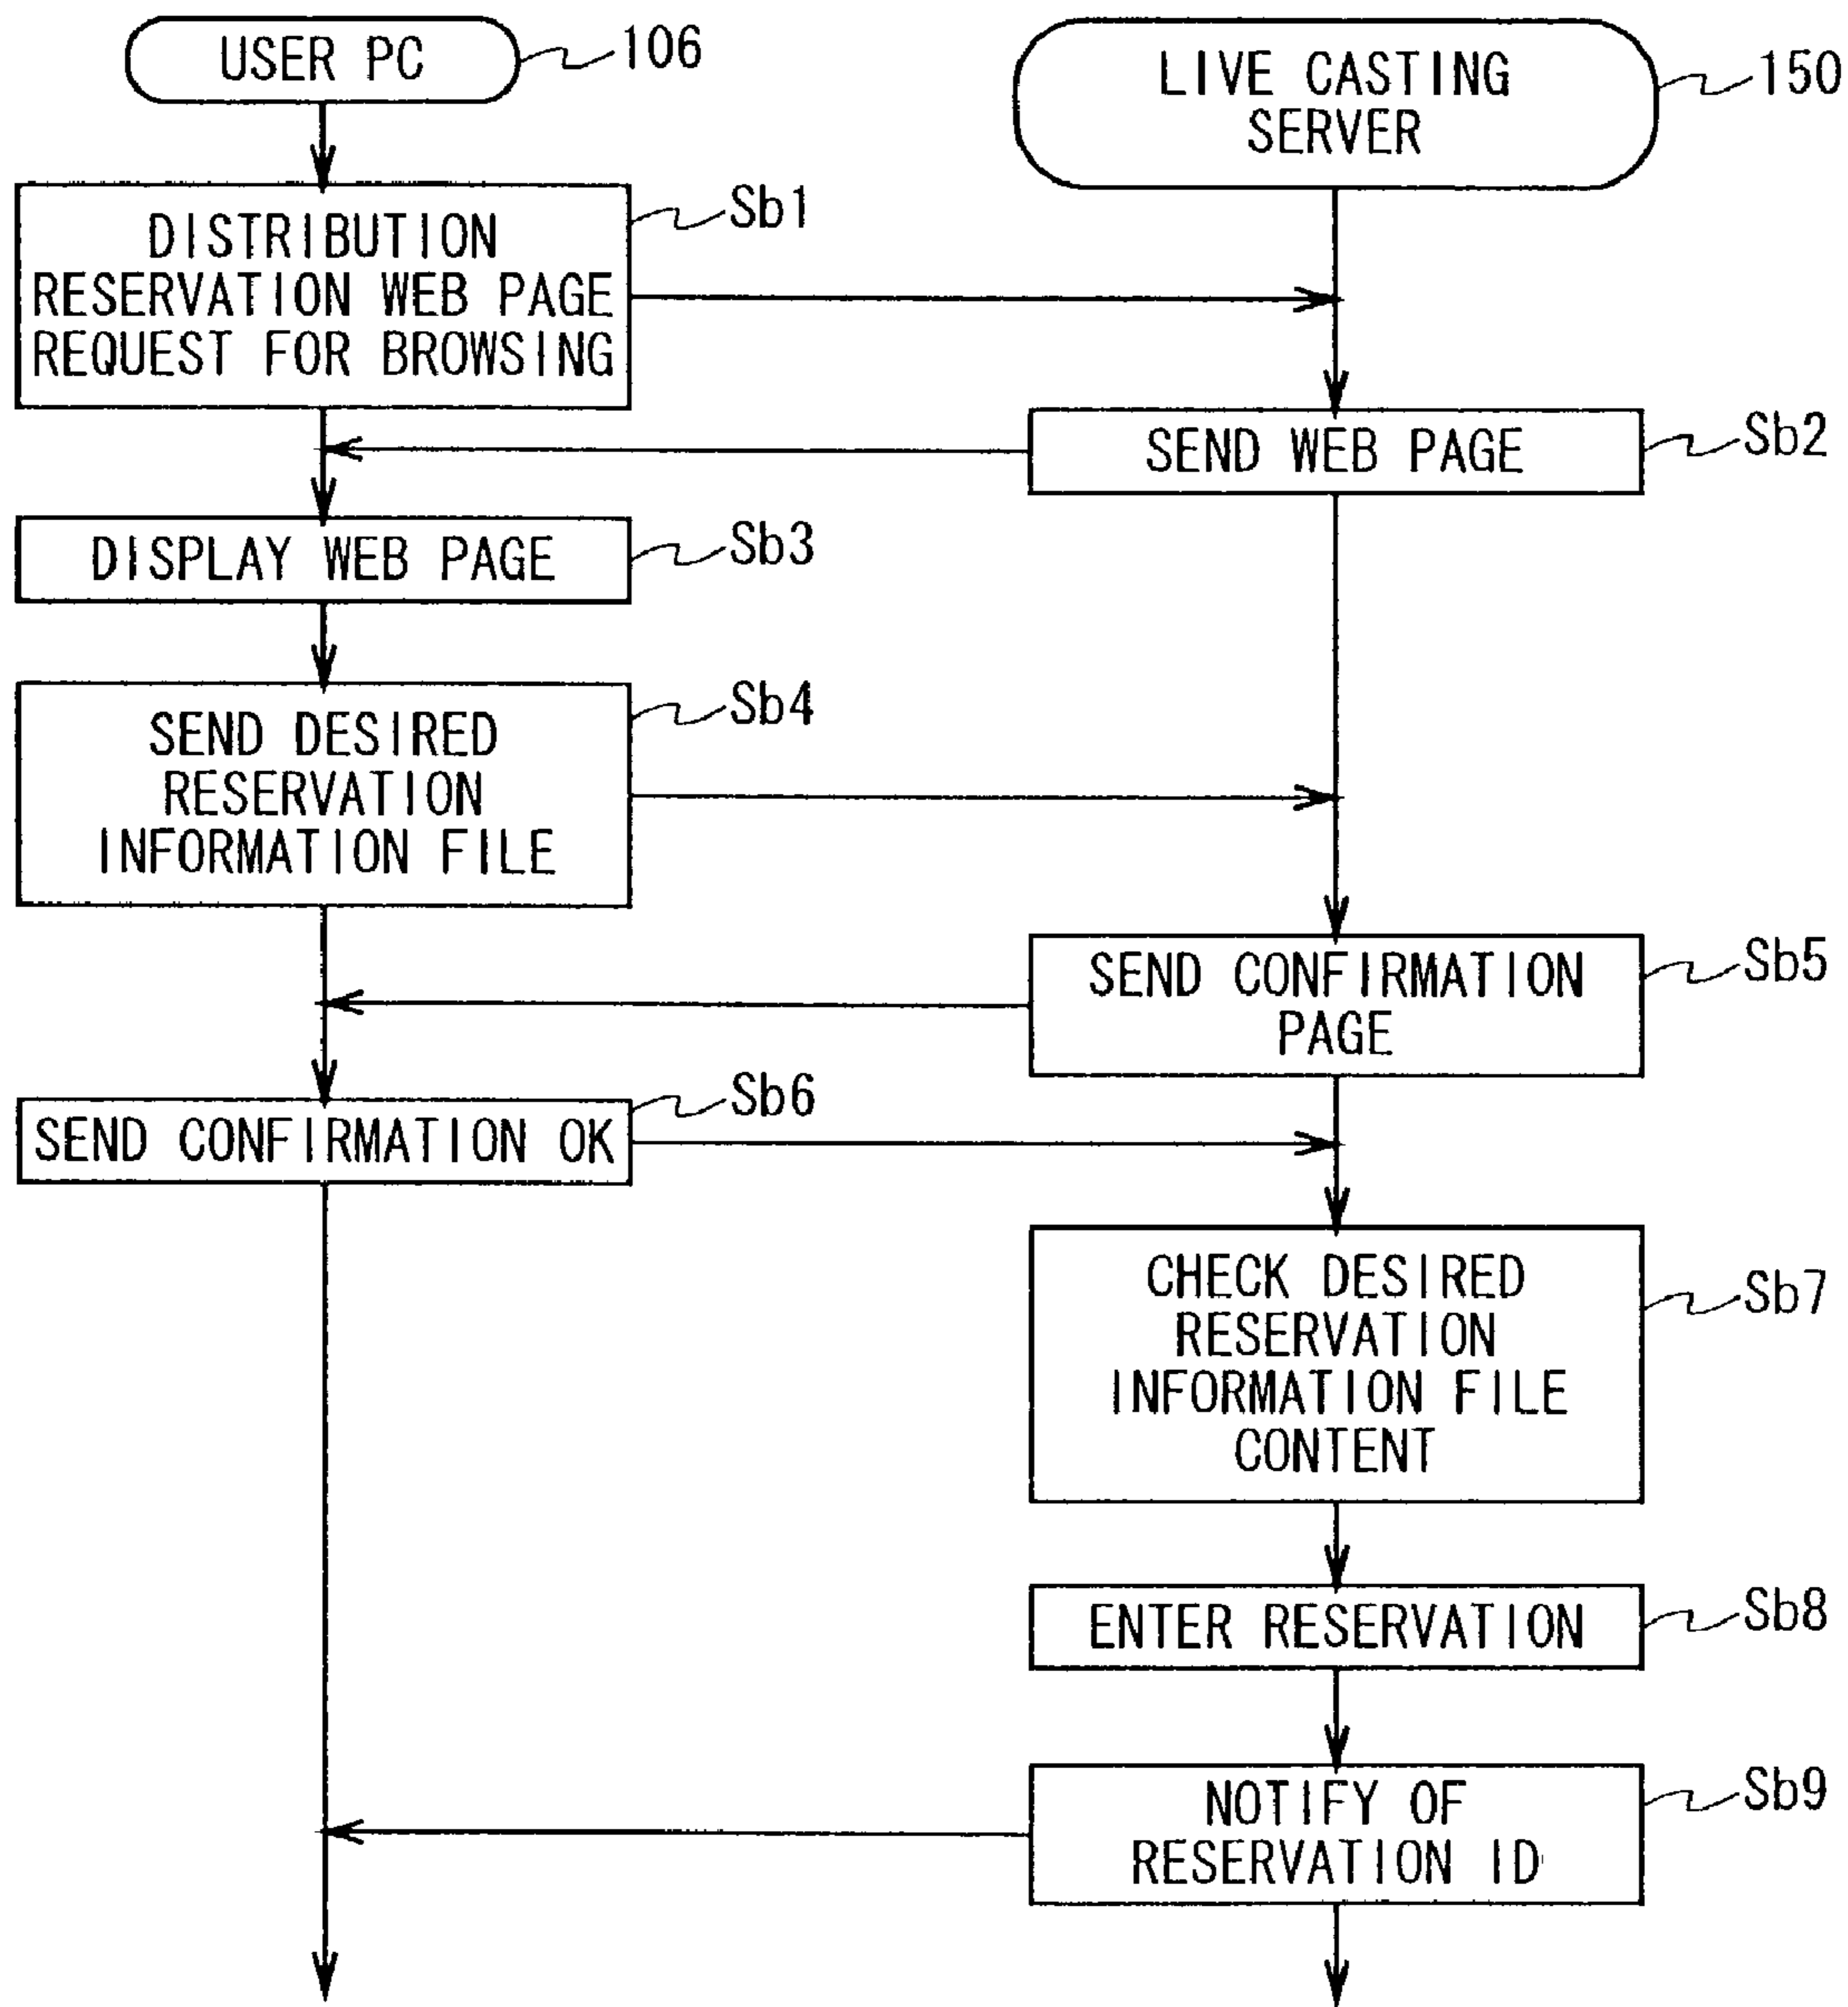 USER PC
106
LIVE CASTING
SERVER
150
DISTRIBUTION
RESERVATION WEB PAGE
REQUEST FOR BROWSING
Sb1
SEND WEB PAGE
Sb2
DISPLAY WEB PAGE
Sb3
SEND DESIRED
RESERVATION
INFORMATION FILE
Sb4
SEND CONFIRMATION
PAGE
Sb5
SEND CONFIRMATION OK
Sb6
CHECK DESIRED
RESERVATION
INFORMATION FILE
CONTENT
Sb7
ENTER RESERVATION
Sb8
NOTIFY OF
RESERVATION ID
Sb9